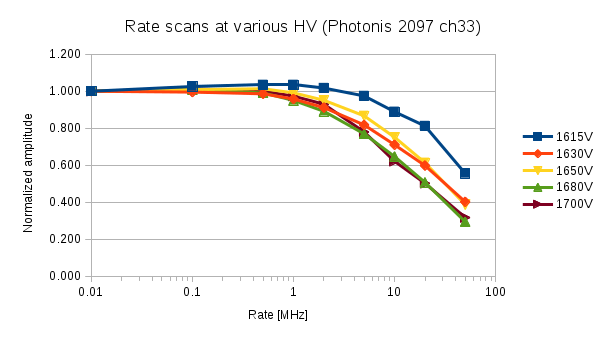 Rate scans at various HV (Photonis 2097 ch33)
1.200
1.000
0.800
0.600
0.400
0.200
0.000
Normalized amplitude
0.01 0.1 1 10 100
Rate [MHz]
1615V
1630V
1650V
1680V
1700V